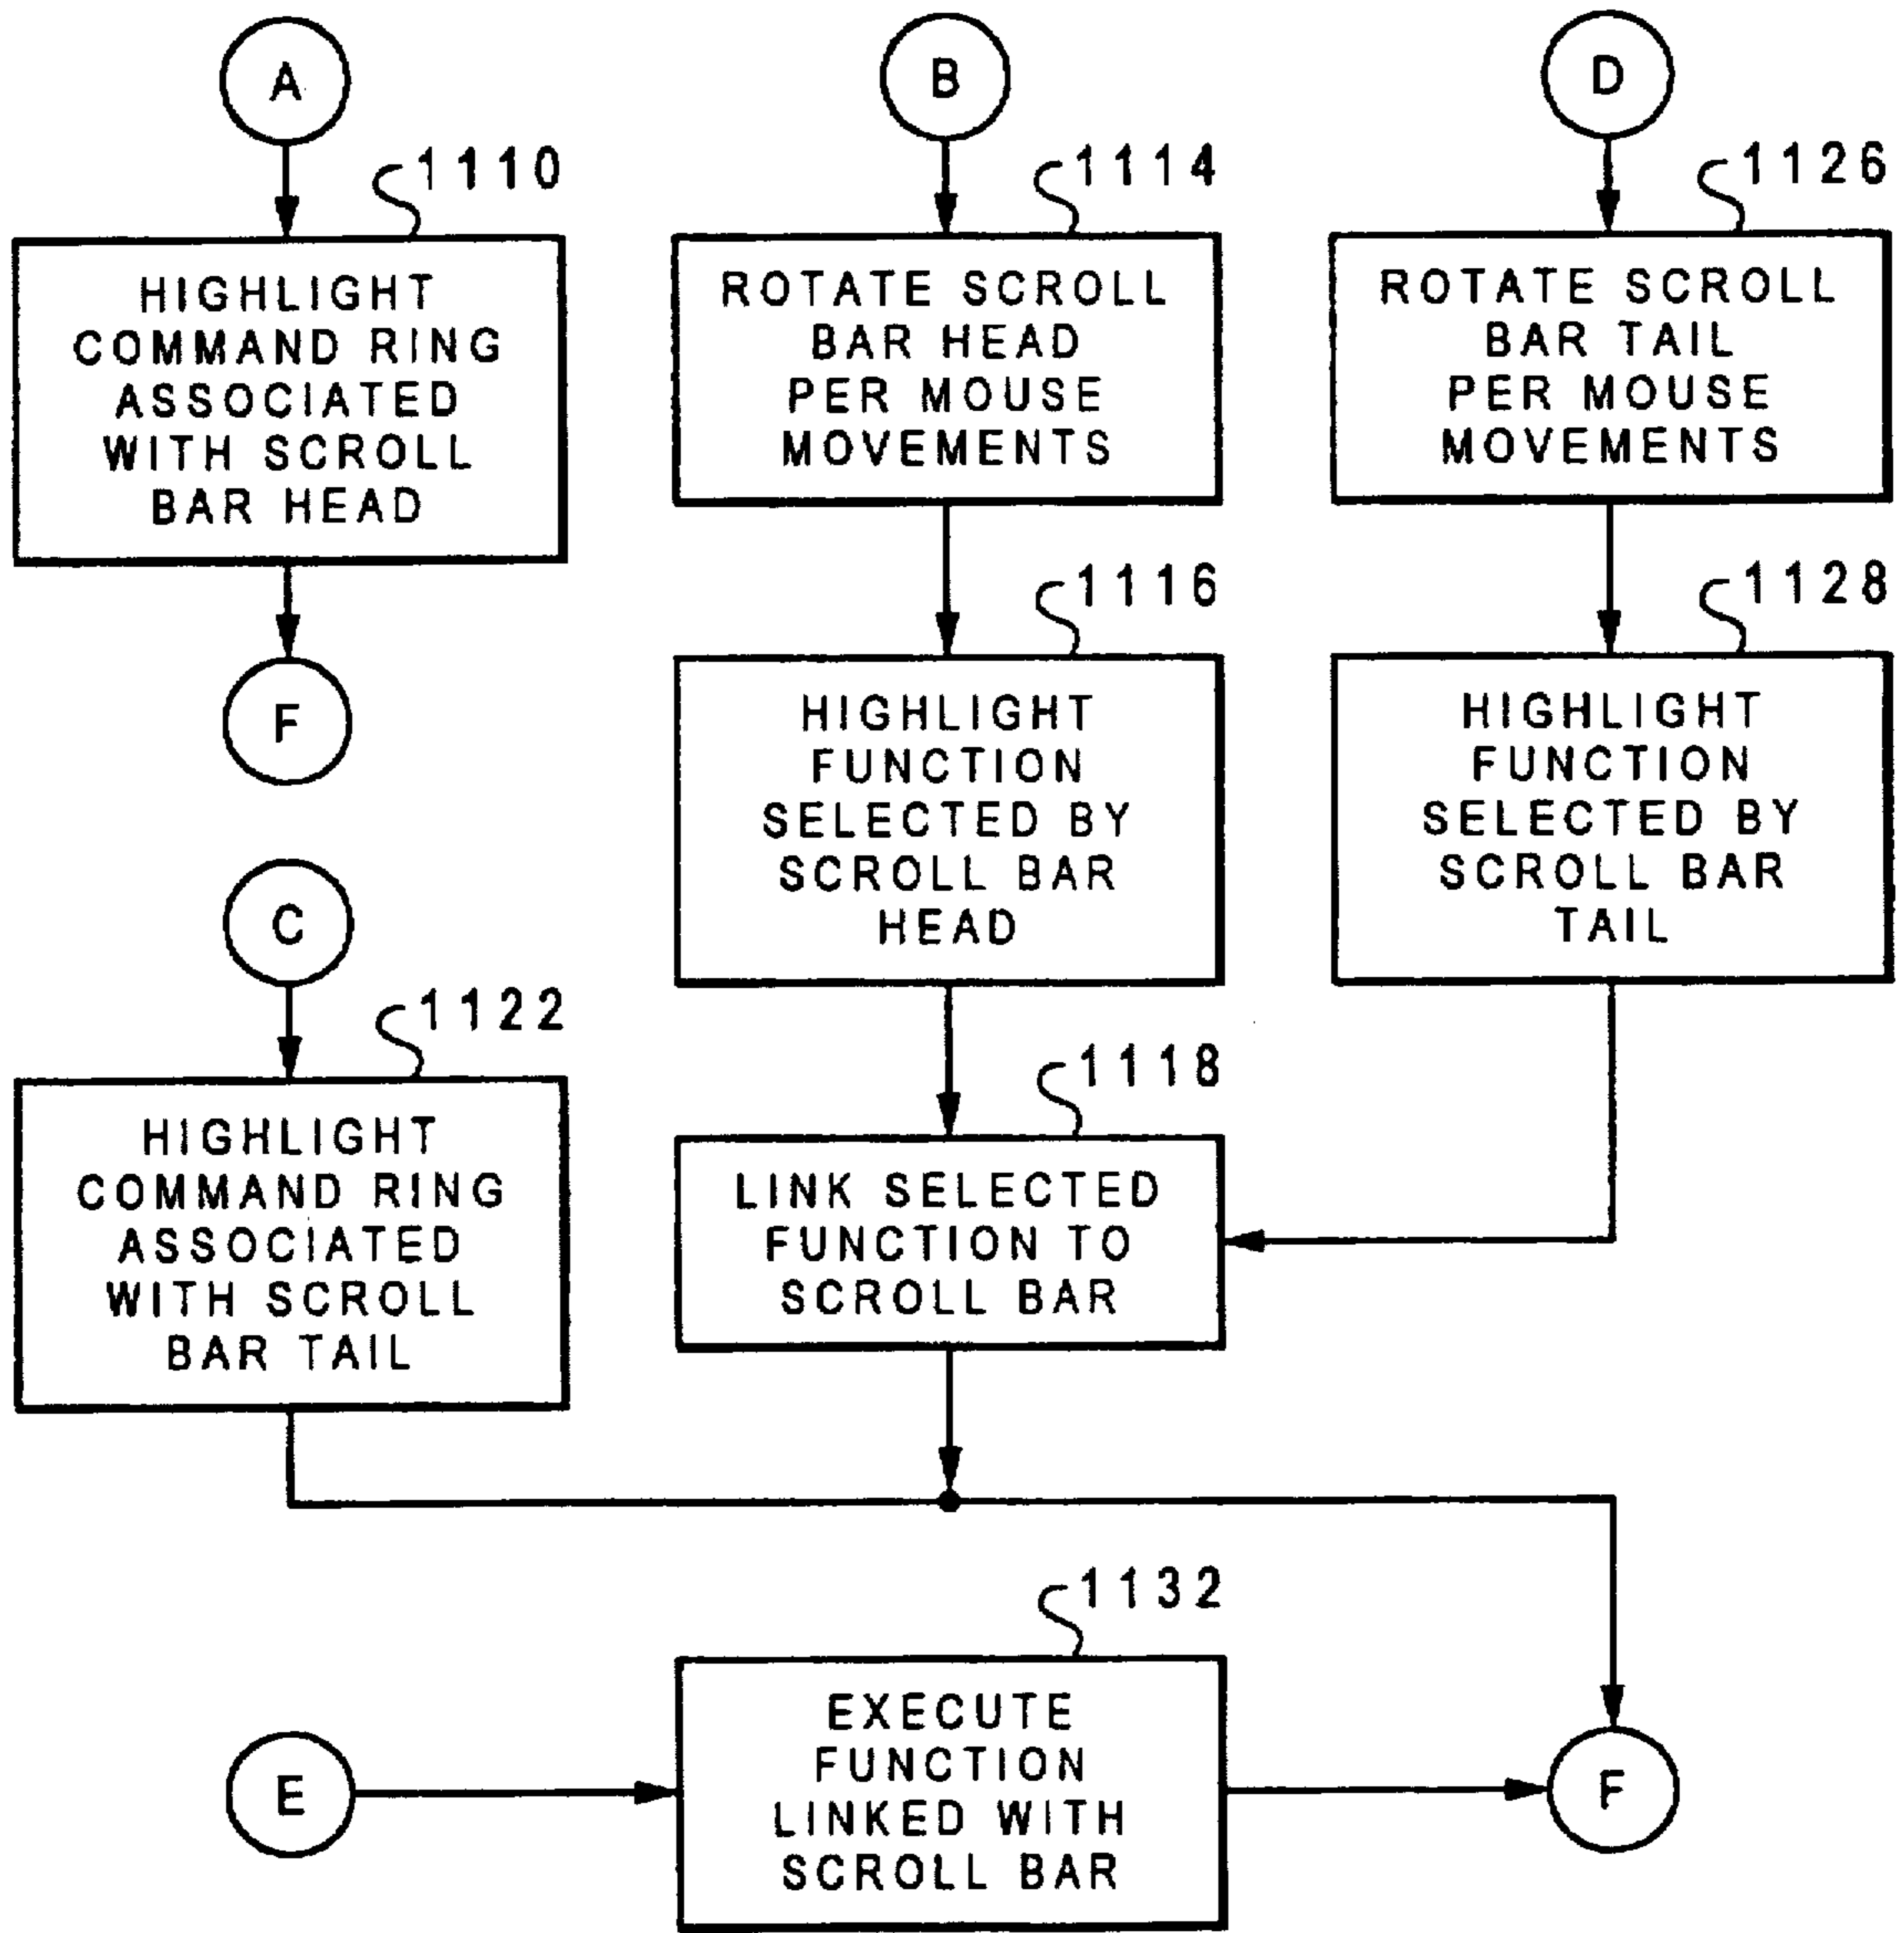 A
1110
HIGHLIGHT
COMMAND RING
ASSOCIATED
WITH SCROLL
BAR HEAD
F
C
1122
HIGHLIGHT
COMMAND RING
ASSOCIATED
WITH SCROLL
BAR TAIL
B
1114
ROTATE SCROLL
BAR HEAD
PER MOUSE
MOVEMENTS
1116
HIGHLIGHT
FUNCTION
SELECTED BY
SCROLL BAR
HEAD
1118
LINK SELECTED
FUNCTION TO
SCROLL BAR
D
1126
ROTATE SCROLL
BAR TAIL
PER MOUSE
MOVEMENTS
1128
HIGHLIGHT
FUNCTION
SELECTED BY
SCROLL BAR
TAIL
E
1132
EXECUTE
FUNCTION
LINKED WITH
SCROLL BAR
F